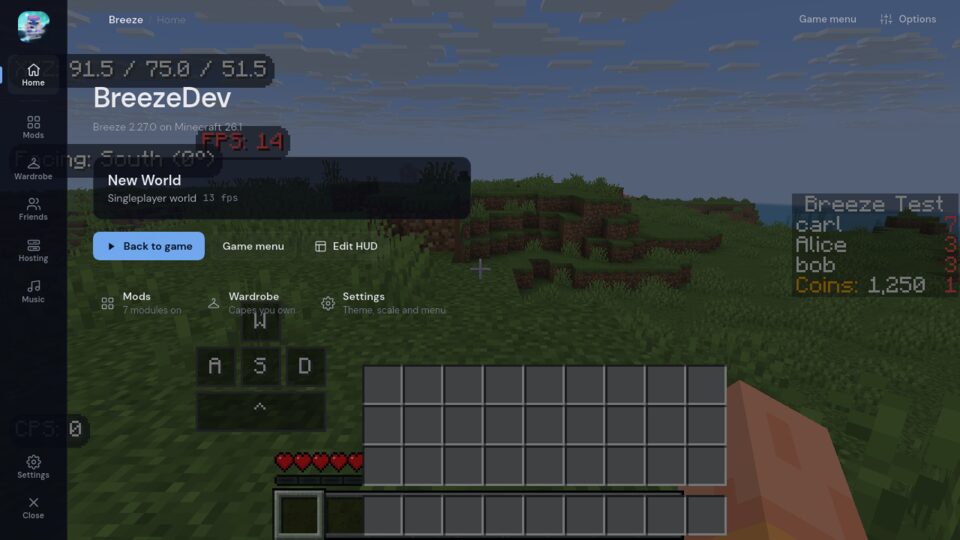 Breeze / Home
Game menu
Options
XYZ: 91.5 / 75.0 / 51.5
Home
BreezeDev
Breeze 2.27.0 on Minecraft 26.1
Mods
FPS: 14
Facing: South (0°)
Wardrobe
New World
Singleplayer world 13 fps
Friends
Breeze Test
carl 7
Alice 3
bob 3
Coins: 1,250 1
Back to game
Game menu
Edit HUD
Hosting
Music
Mods
7 modules on
Wardrobe
Capes you own
Settings
Theme, scale and menu
W
A S D
^
CPS: 0
Settings
Close